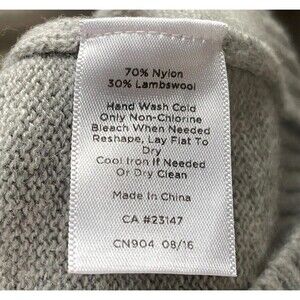 70% Nylon
30% Lambswool
Hand Wash Cold
Only Non-Chlorine
Bleach When Needed
Reshape, Lay Flat To
Dry
Cool Iron If Needed
Or Dry Clean
Made In China
CA #23147
CN904 08/16